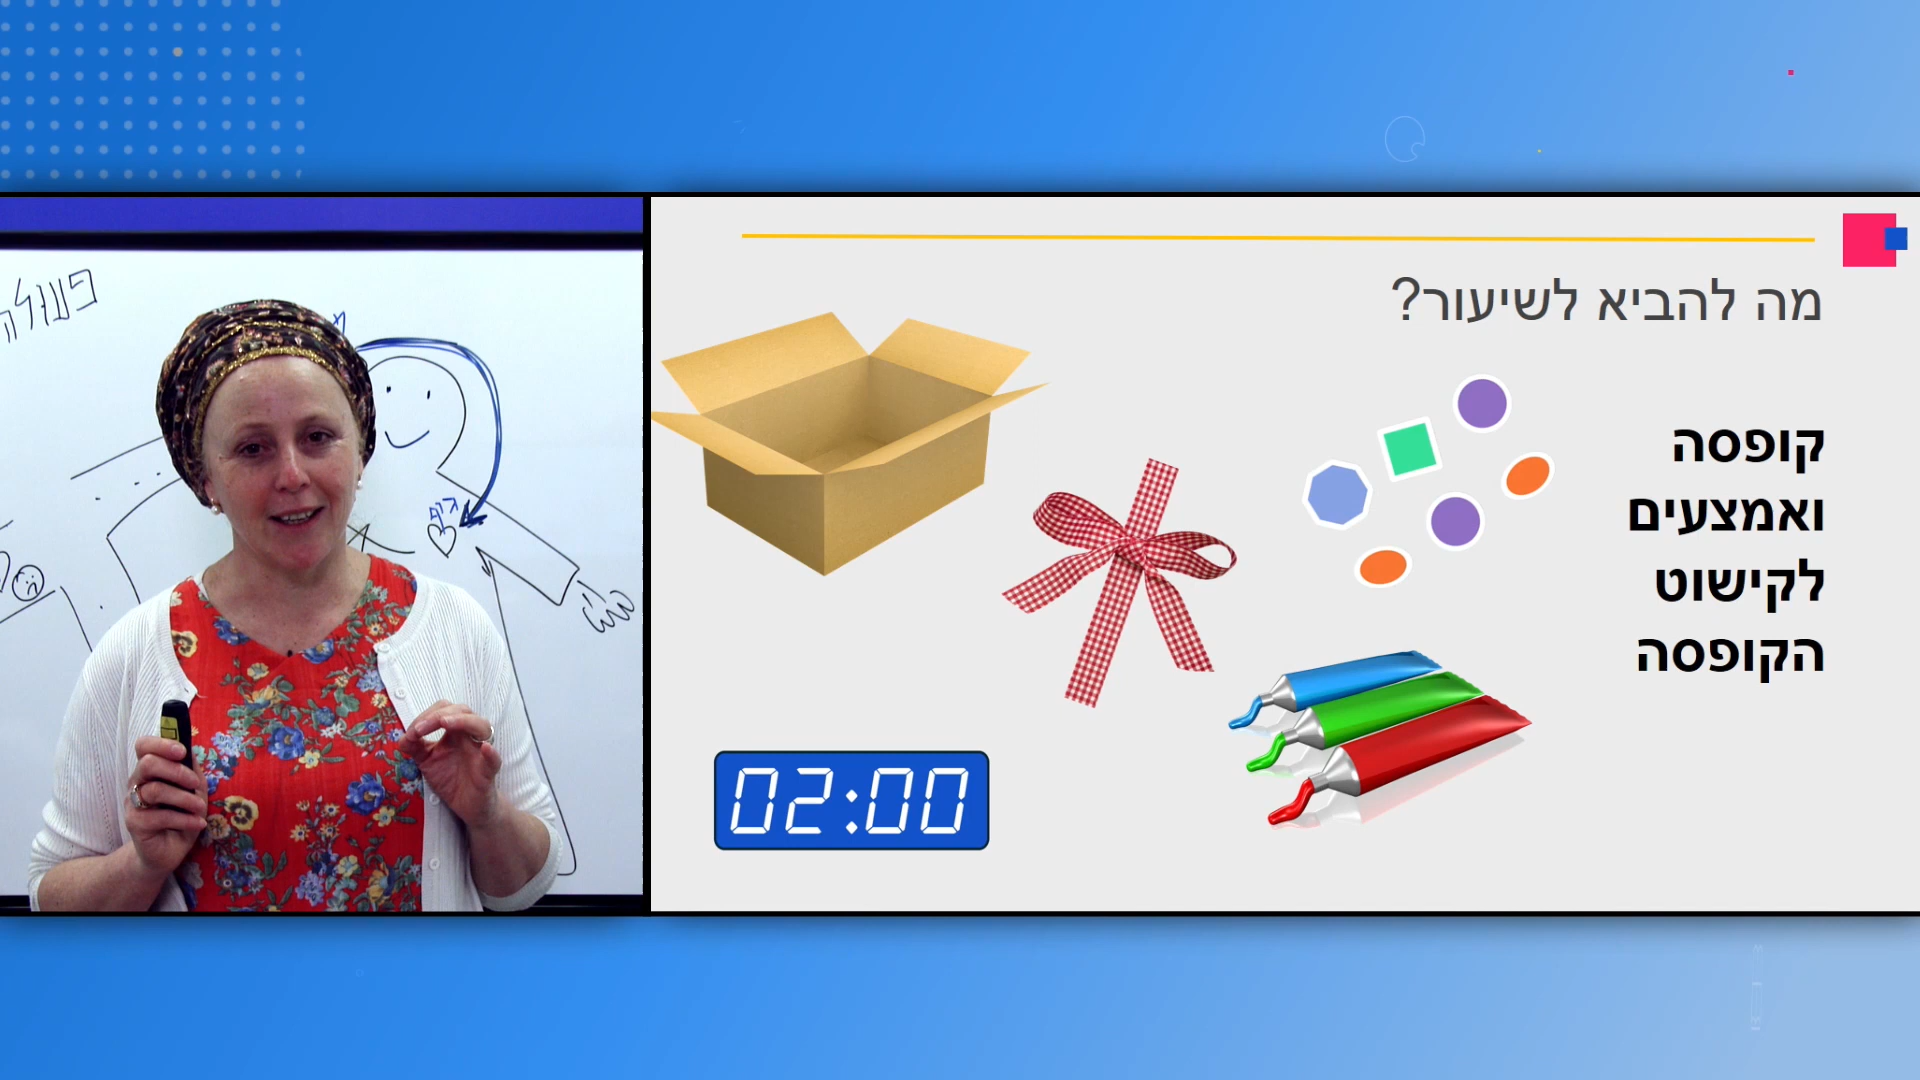 מה להביא לשיעור?
קופסה
ואמצעים
לקישוט
הקופסה
02:00